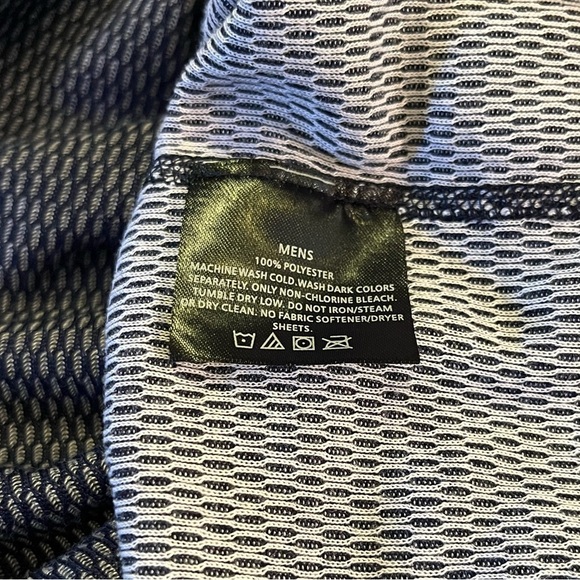 MENS
100% POLYESTER
MACHINE WASH COLD.WASH DARK COLORS
SEPARATELY. ONLY NON-CHLORINE BLEACH.
TUMBLE DRY LOW. DO NOT IRON/STEAM
OR DRY CLEAN. NO FABRIC SOFTENER/DRYER
SHEETS.